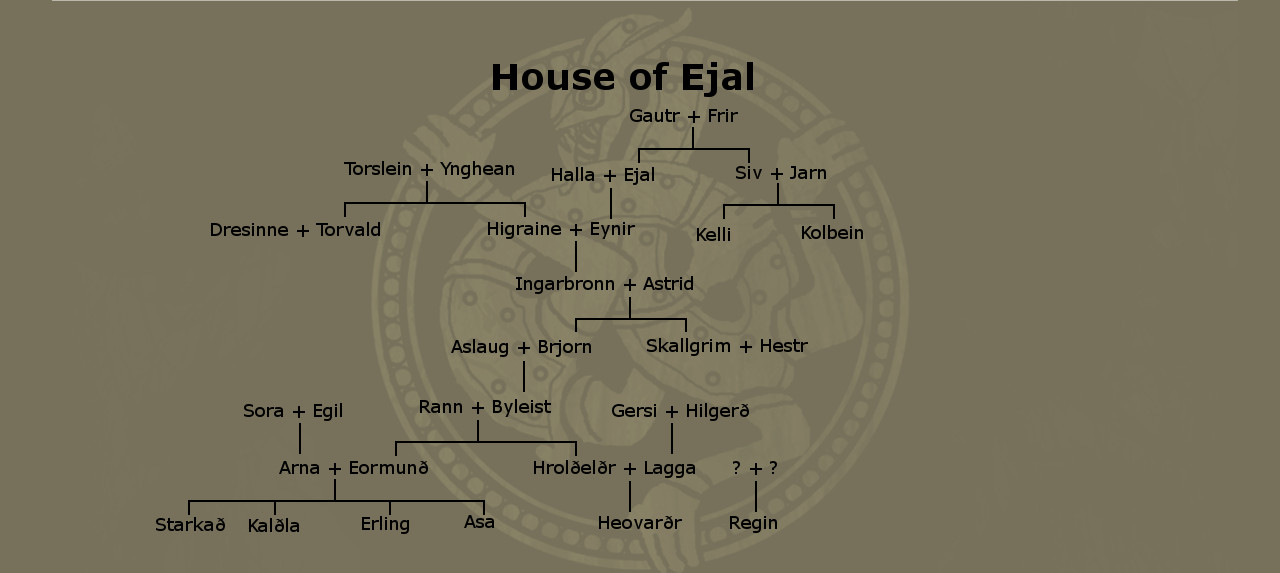 House of Ejal
Gautr + Frir
Torslein + Ynghean
Halla + Ejal
Siv + Jarn
Dresinne + Torvald
Higraine + Eynir
Kelli
Kolbein
Ingarbronn + Astrid
Aslaug + Brjorn
Skallgrim + Hestr
Sora + Egil
Rann + Byleist
Gersi + Hilgerð
Arna + Eormunð
Hrolðelðr + Lagga
? + ?
Starkað
Kalðla
Erling
Asa
Heovarðr
Regin